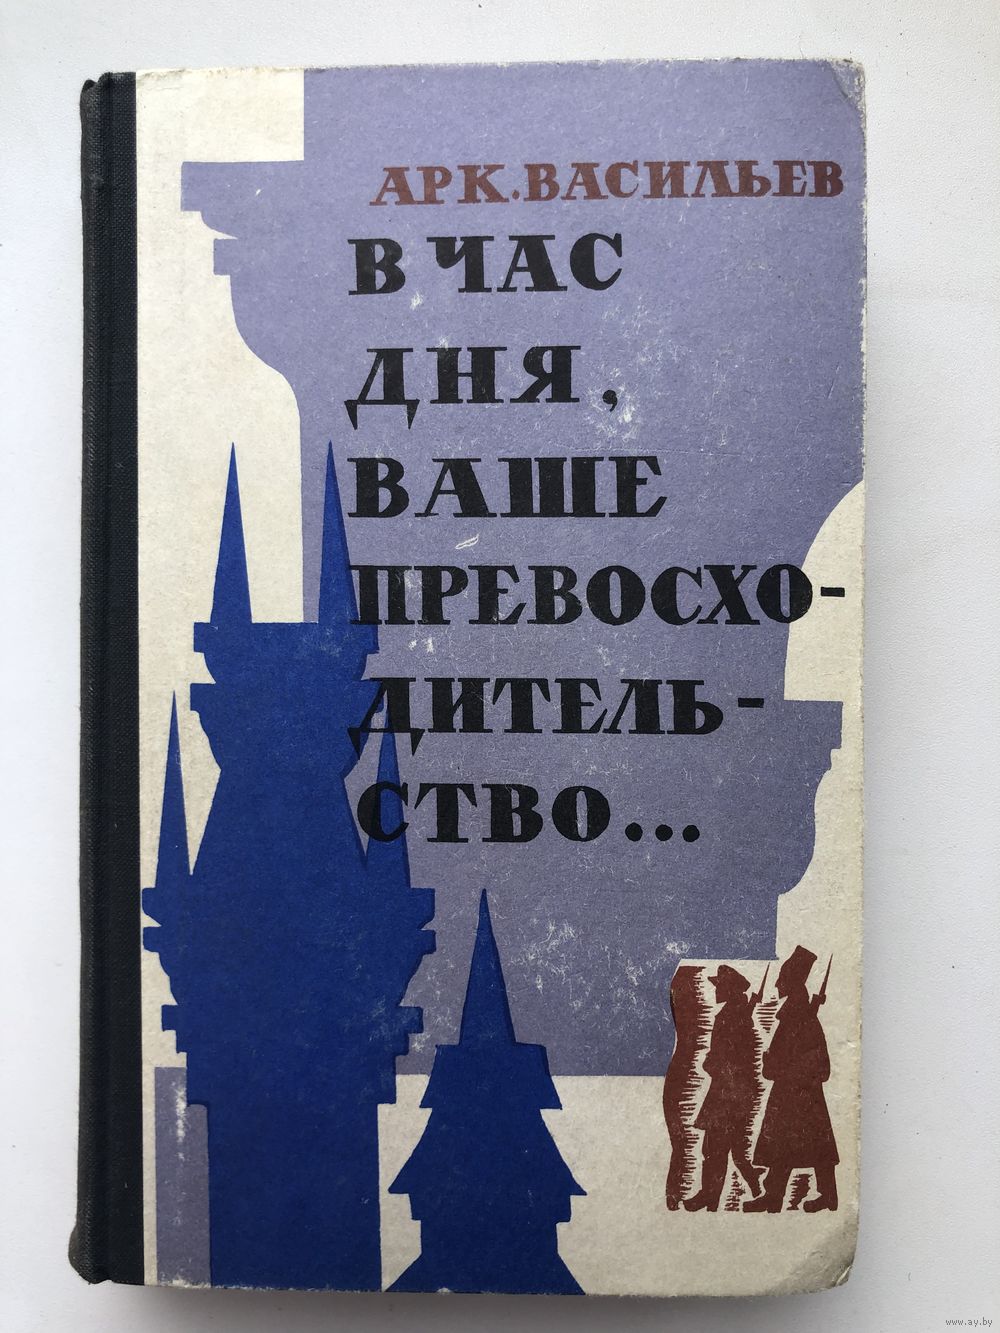 АРК.ВАСИЛЬЕВ
В ЧАС
ДНЯ,
ВАШЕ
ПРЕВОСХО-
ДИТЕЛЬ-
СТВО...
www.ay.by